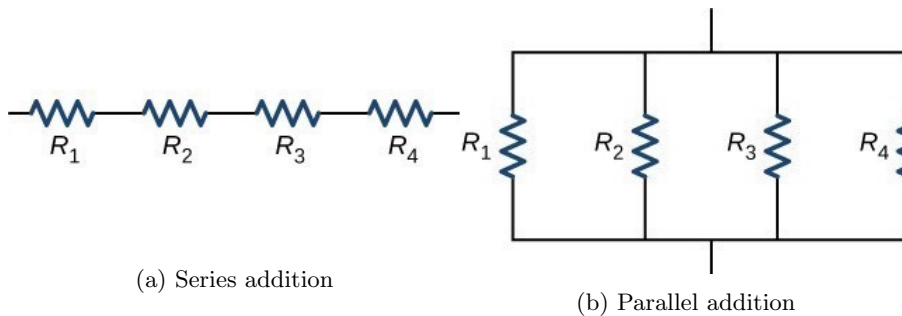 R1 R2 R3 R4
R1 R2 R3 R4
(a) Series addition
(b) Parallel addition